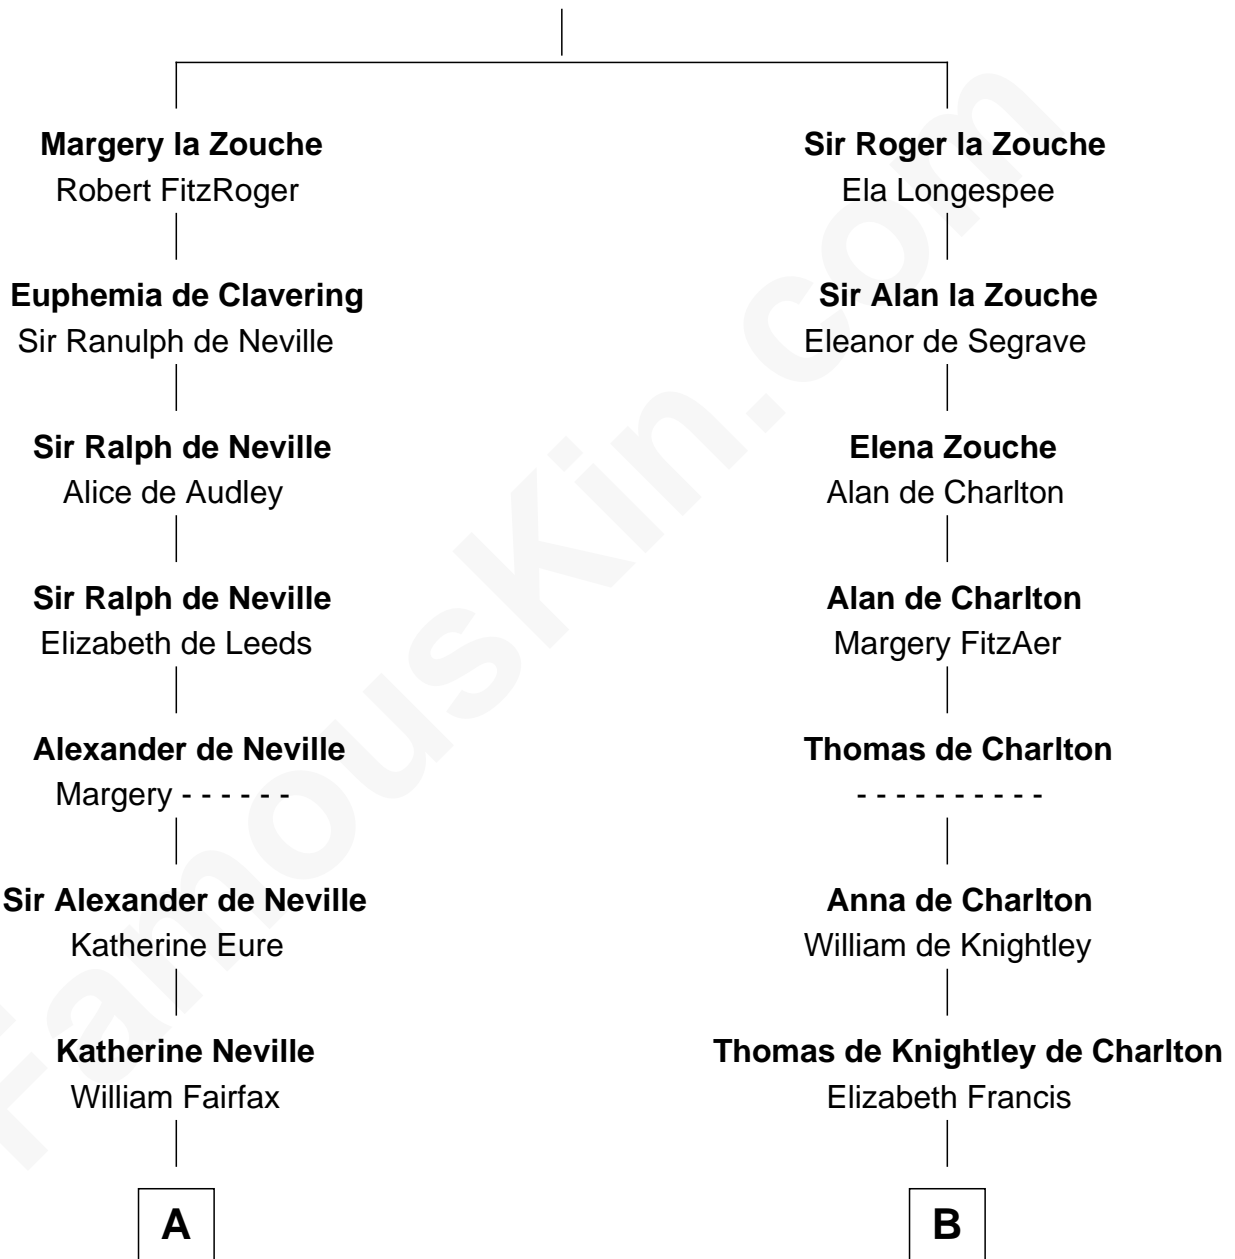 Margery la Zouche
Robert FitzRoger
Sir Roger la Zouche
Ela Longespee
Euphemia de Clavering
Sir Ranulph de Neville
Sir Alan la Zouche
Eleanor de Segrave
Sir Ralph de Neville
Alice de Audley
Elena Zouche
Alan de Charlton
Sir Ralph de Neville
Elizabeth de Leeds
Alan de Charlton
Margery FitzAer
Alexander de Neville
Margery - - - - - -
Thomas de Charlton
- - - - - - - - - -
Sir Alexander de Neville
Katherine Eure
Anna de Charlton
William de Knightley
Katherine Neville
William Fairfax
Thomas de Knightley de Charlton
Elizabeth Francis
A
B
FamousKin.com